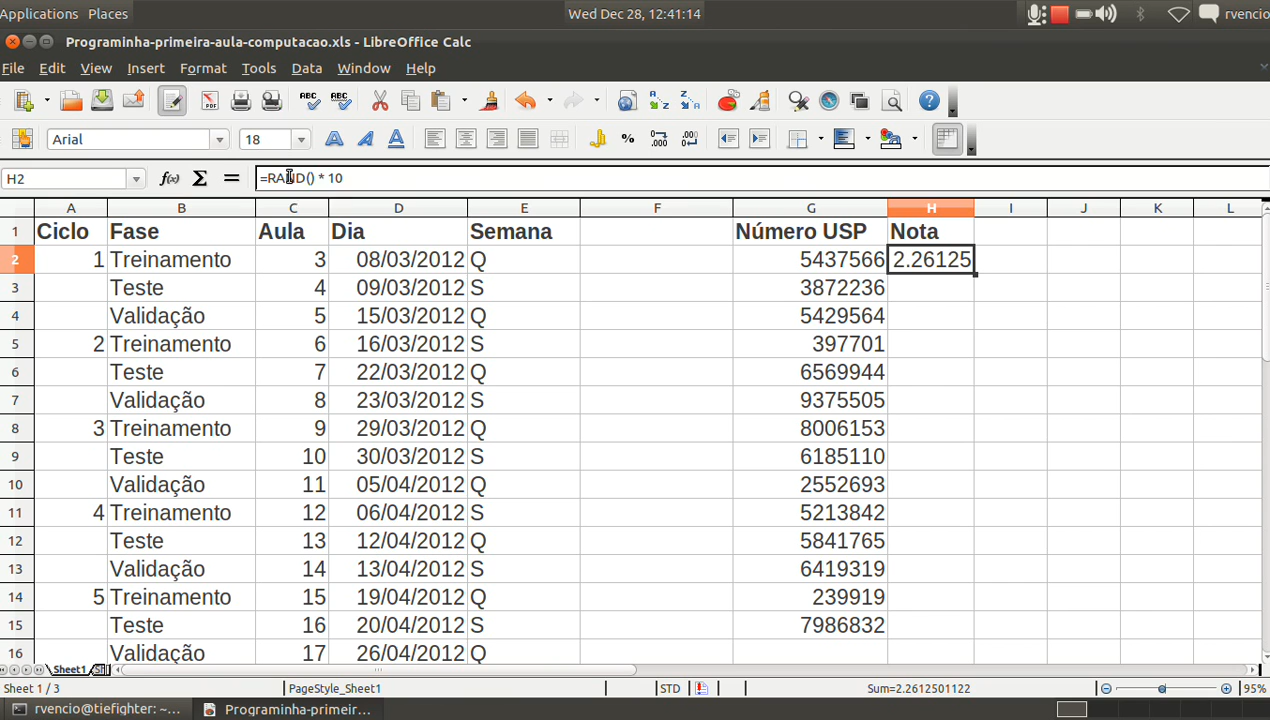 Applications Places Wed Dec 28, 12:41:14 rvencio
Programinha-primeira-aula-computacao.xls - LibreOffice Calc
File Edit View Insert Format Tools Data Window Help
PDF ABC ABC
Arial 18 % .000 .00
H2 f(x) Σ = =RAND() * 10
A B C D E F G H I J K L
1 Ciclo Fase Aula Dia Semana Número USP Nota
2 1 Treinamento 3 08/03/2012 Q 5437566 2.26125
3 Teste 4 09/03/2012 S 3872236
4 Validação 5 15/03/2012 Q 5429564
5 2 Treinamento 6 16/03/2012 S 397701
6 Teste 7 22/03/2012 Q 6569944
7 Validação 8 23/03/2012 S 9375505
8 3 Treinamento 9 29/03/2012 Q 8006153
9 Teste 10 30/03/2012 S 6185110
10 Validação 11 05/04/2012 Q 2552693
11 4 Treinamento 12 06/04/2012 S 5213842
12 Teste 13 12/04/2012 Q 5841765
13 Validação 14 13/04/2012 S 6419319
14 5 Treinamento 15 19/04/2012 Q 239919
15 Teste 16 20/04/2012 S 7986832
16 Validação 17 26/04/2012 Q
Sheet1
Sheet 1 / 3 PageStyle_Sheet1 STD Sum=2.2612501122 95%
rvencio@tiefighter: ~... Programinha-primeir...